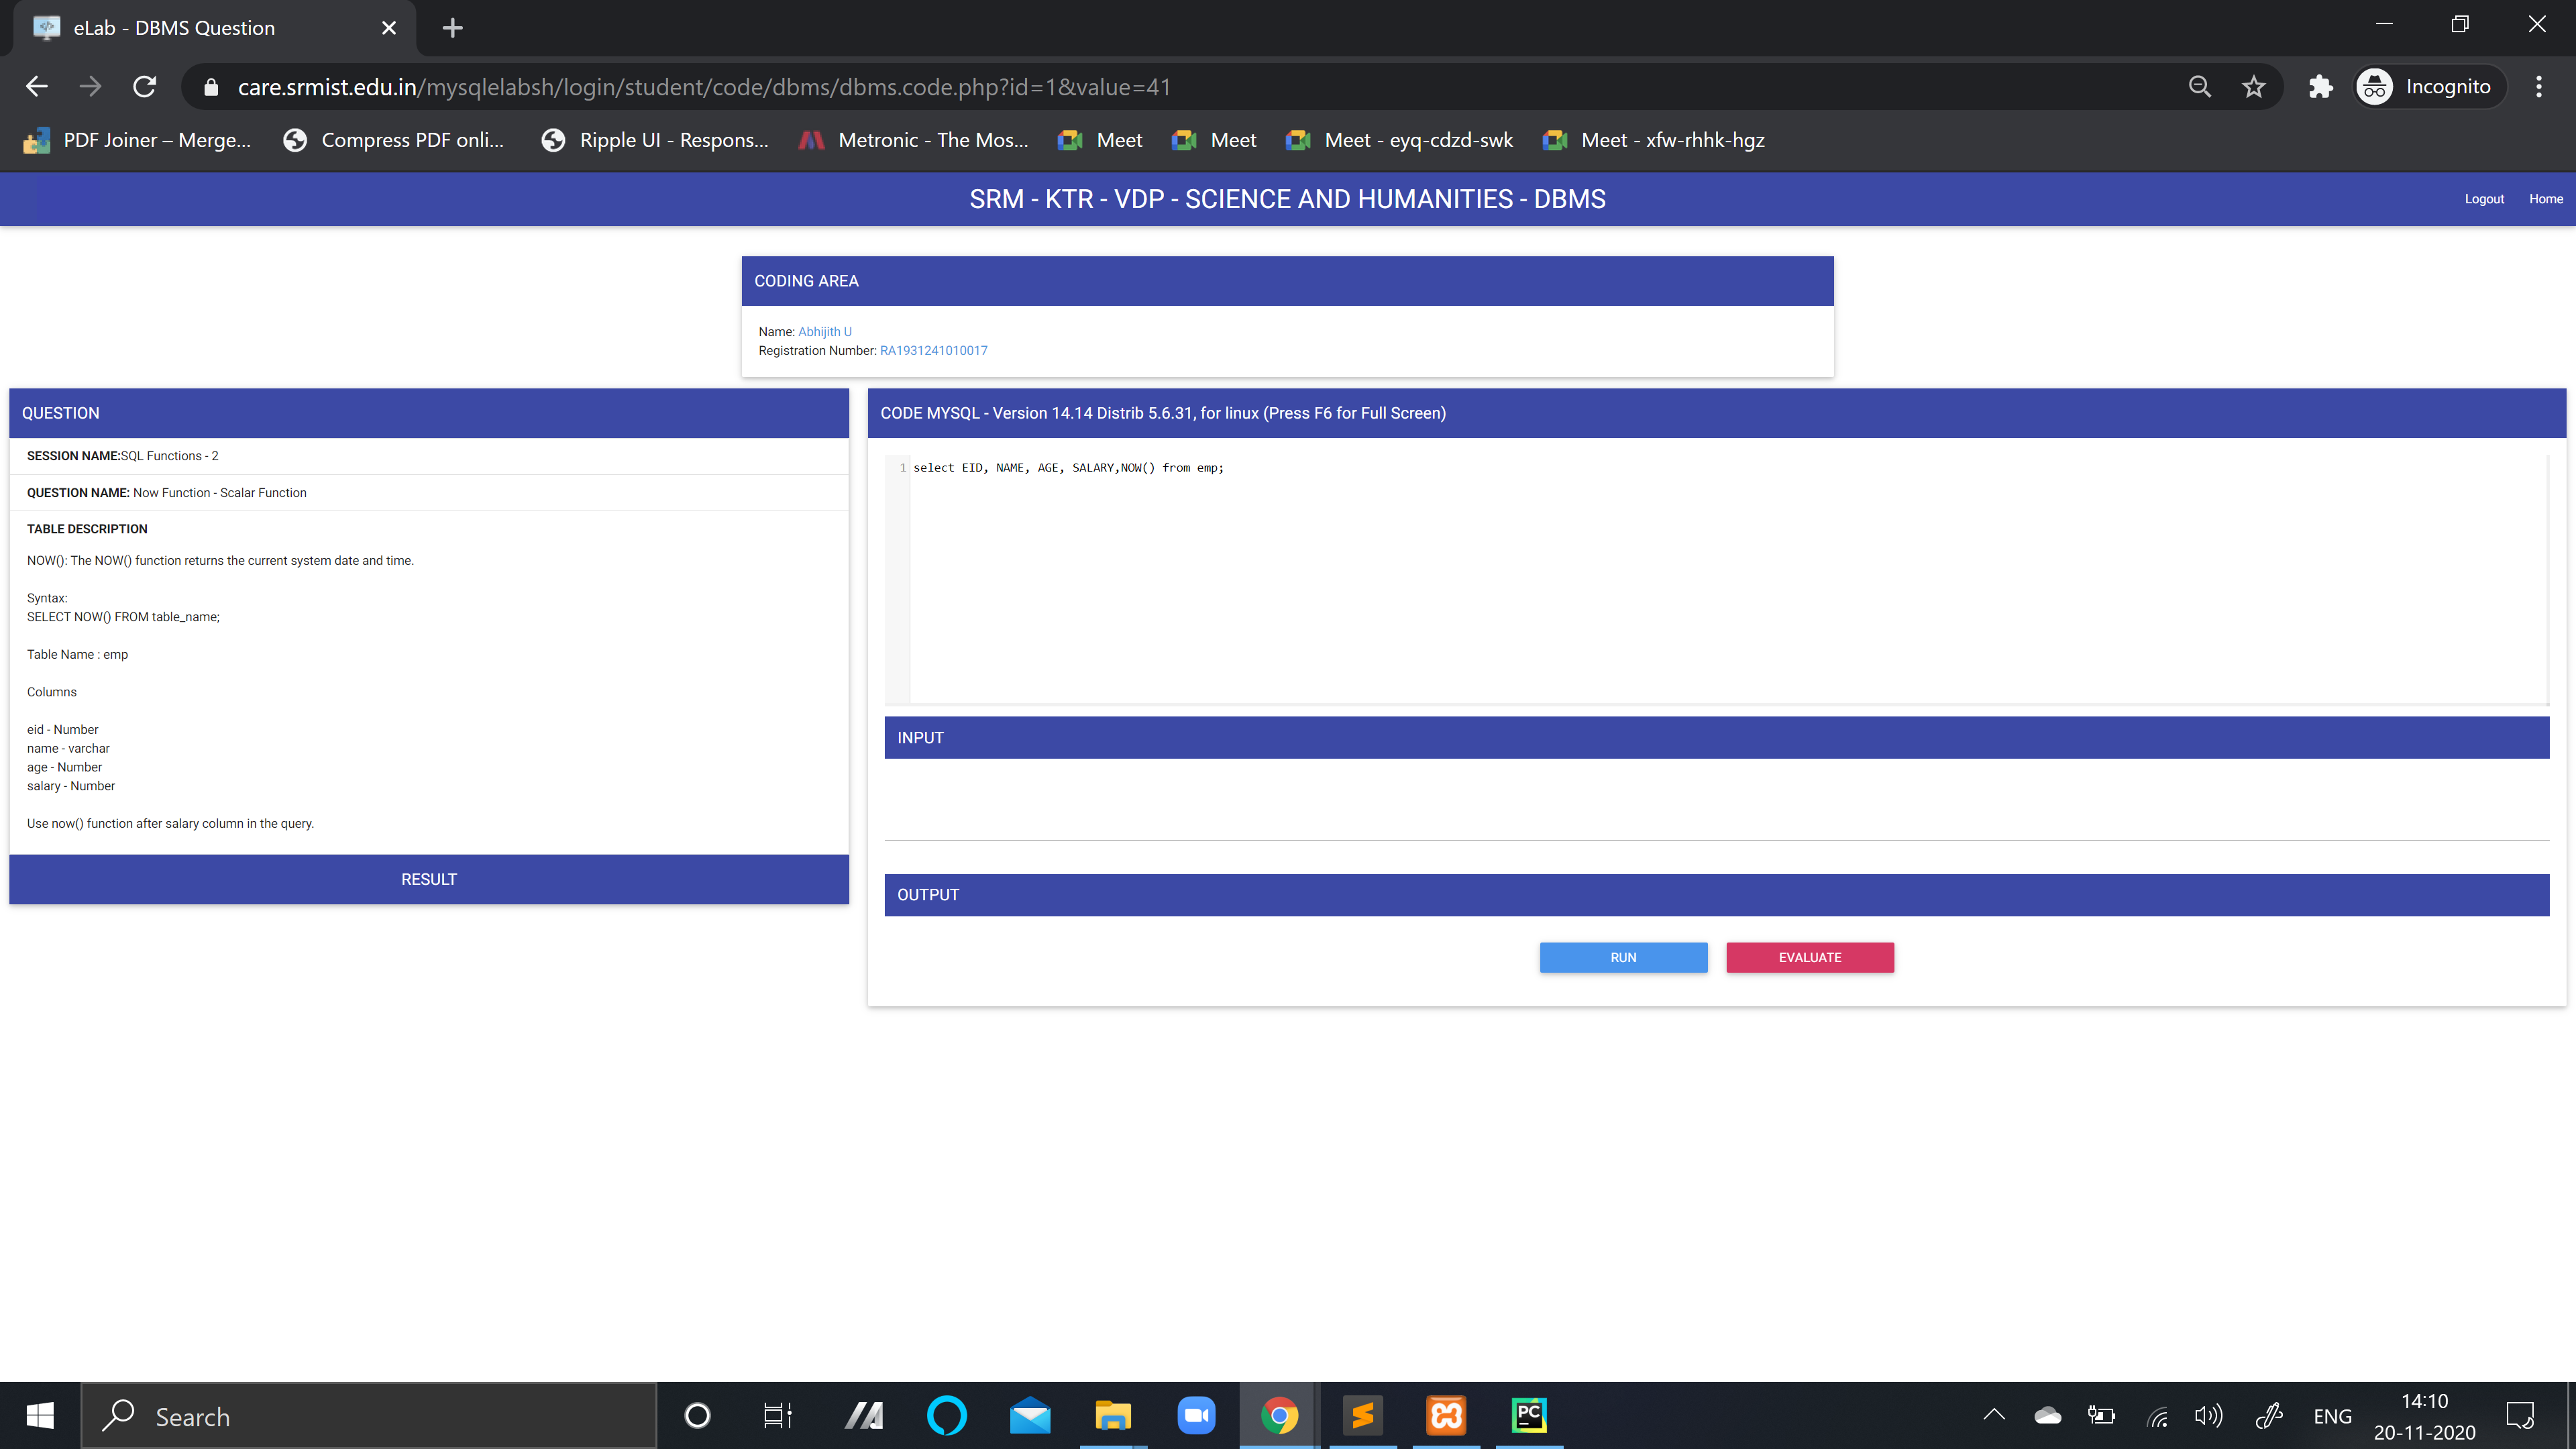 eLab - DBMS Question
care.srmist.edu.in/mysqlelabsh/login/student/code/dbms/dbms.code.php?id=1&value=41
Incognito
PDF Joiner – Merge...
Compress PDF onli...
Ripple UI - Respons...
Metronic - The Mos...
Meet
Meet
Meet - eyq-cdzd-swk
Meet - xfw-rhhk-hgz
SRM - KTR - VDP - SCIENCE AND HUMANITIES - DBMS
Logout
Home
CODING AREA
Name: Abhijith U
Registration Number: RA1931241010017
QUESTION
SESSION NAME:SQL Functions - 2
QUESTION NAME: Now Function - Scalar Function
TABLE DESCRIPTION
NOW(): The NOW() function returns the current system date and time.
Syntax:
SELECT NOW() FROM table_name;
Table Name : emp
Columns
eid - Number
name - varchar
age - Number
salary - Number
Use now() function after salary column in the query.
RESULT
CODE MYSQL - Version 14.14 Distrib 5.6.31, for linux (Press F6 for Full Screen)
1 select EID, NAME, AGE, SALARY,NOW() from emp;
INPUT
OUTPUT
RUN
EVALUATE
Search
PC
ENG
14:10
20-11-2020